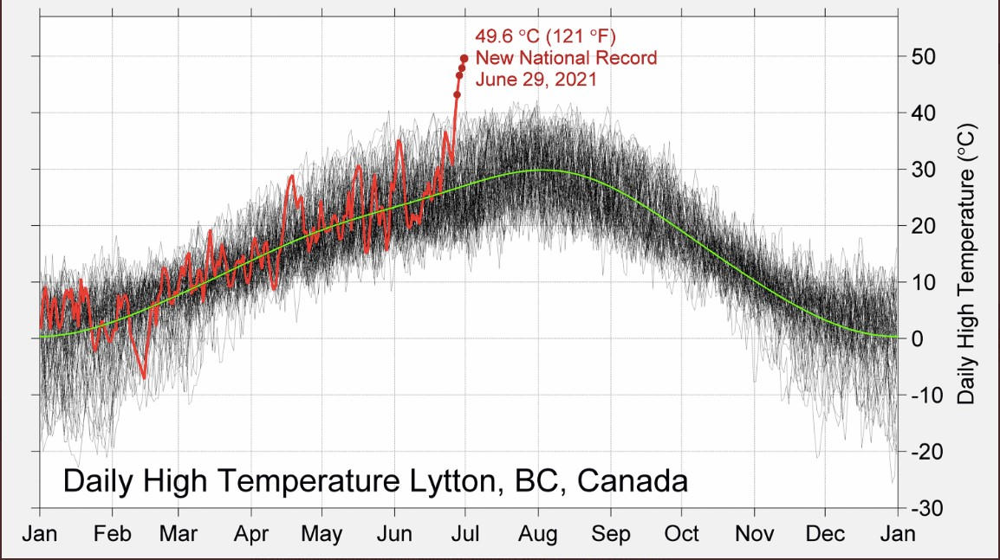 49.6 °C (121 °F)
New National Record
June 29, 2021
50
40
30
20
10
0
-10
-20
-30
Daily High Temperature (°C)
Daily High Temperature Lytton, BC, Canada
Jan Feb Mar Apr May Jun Jul Aug Sep Oct Nov Dec Jan